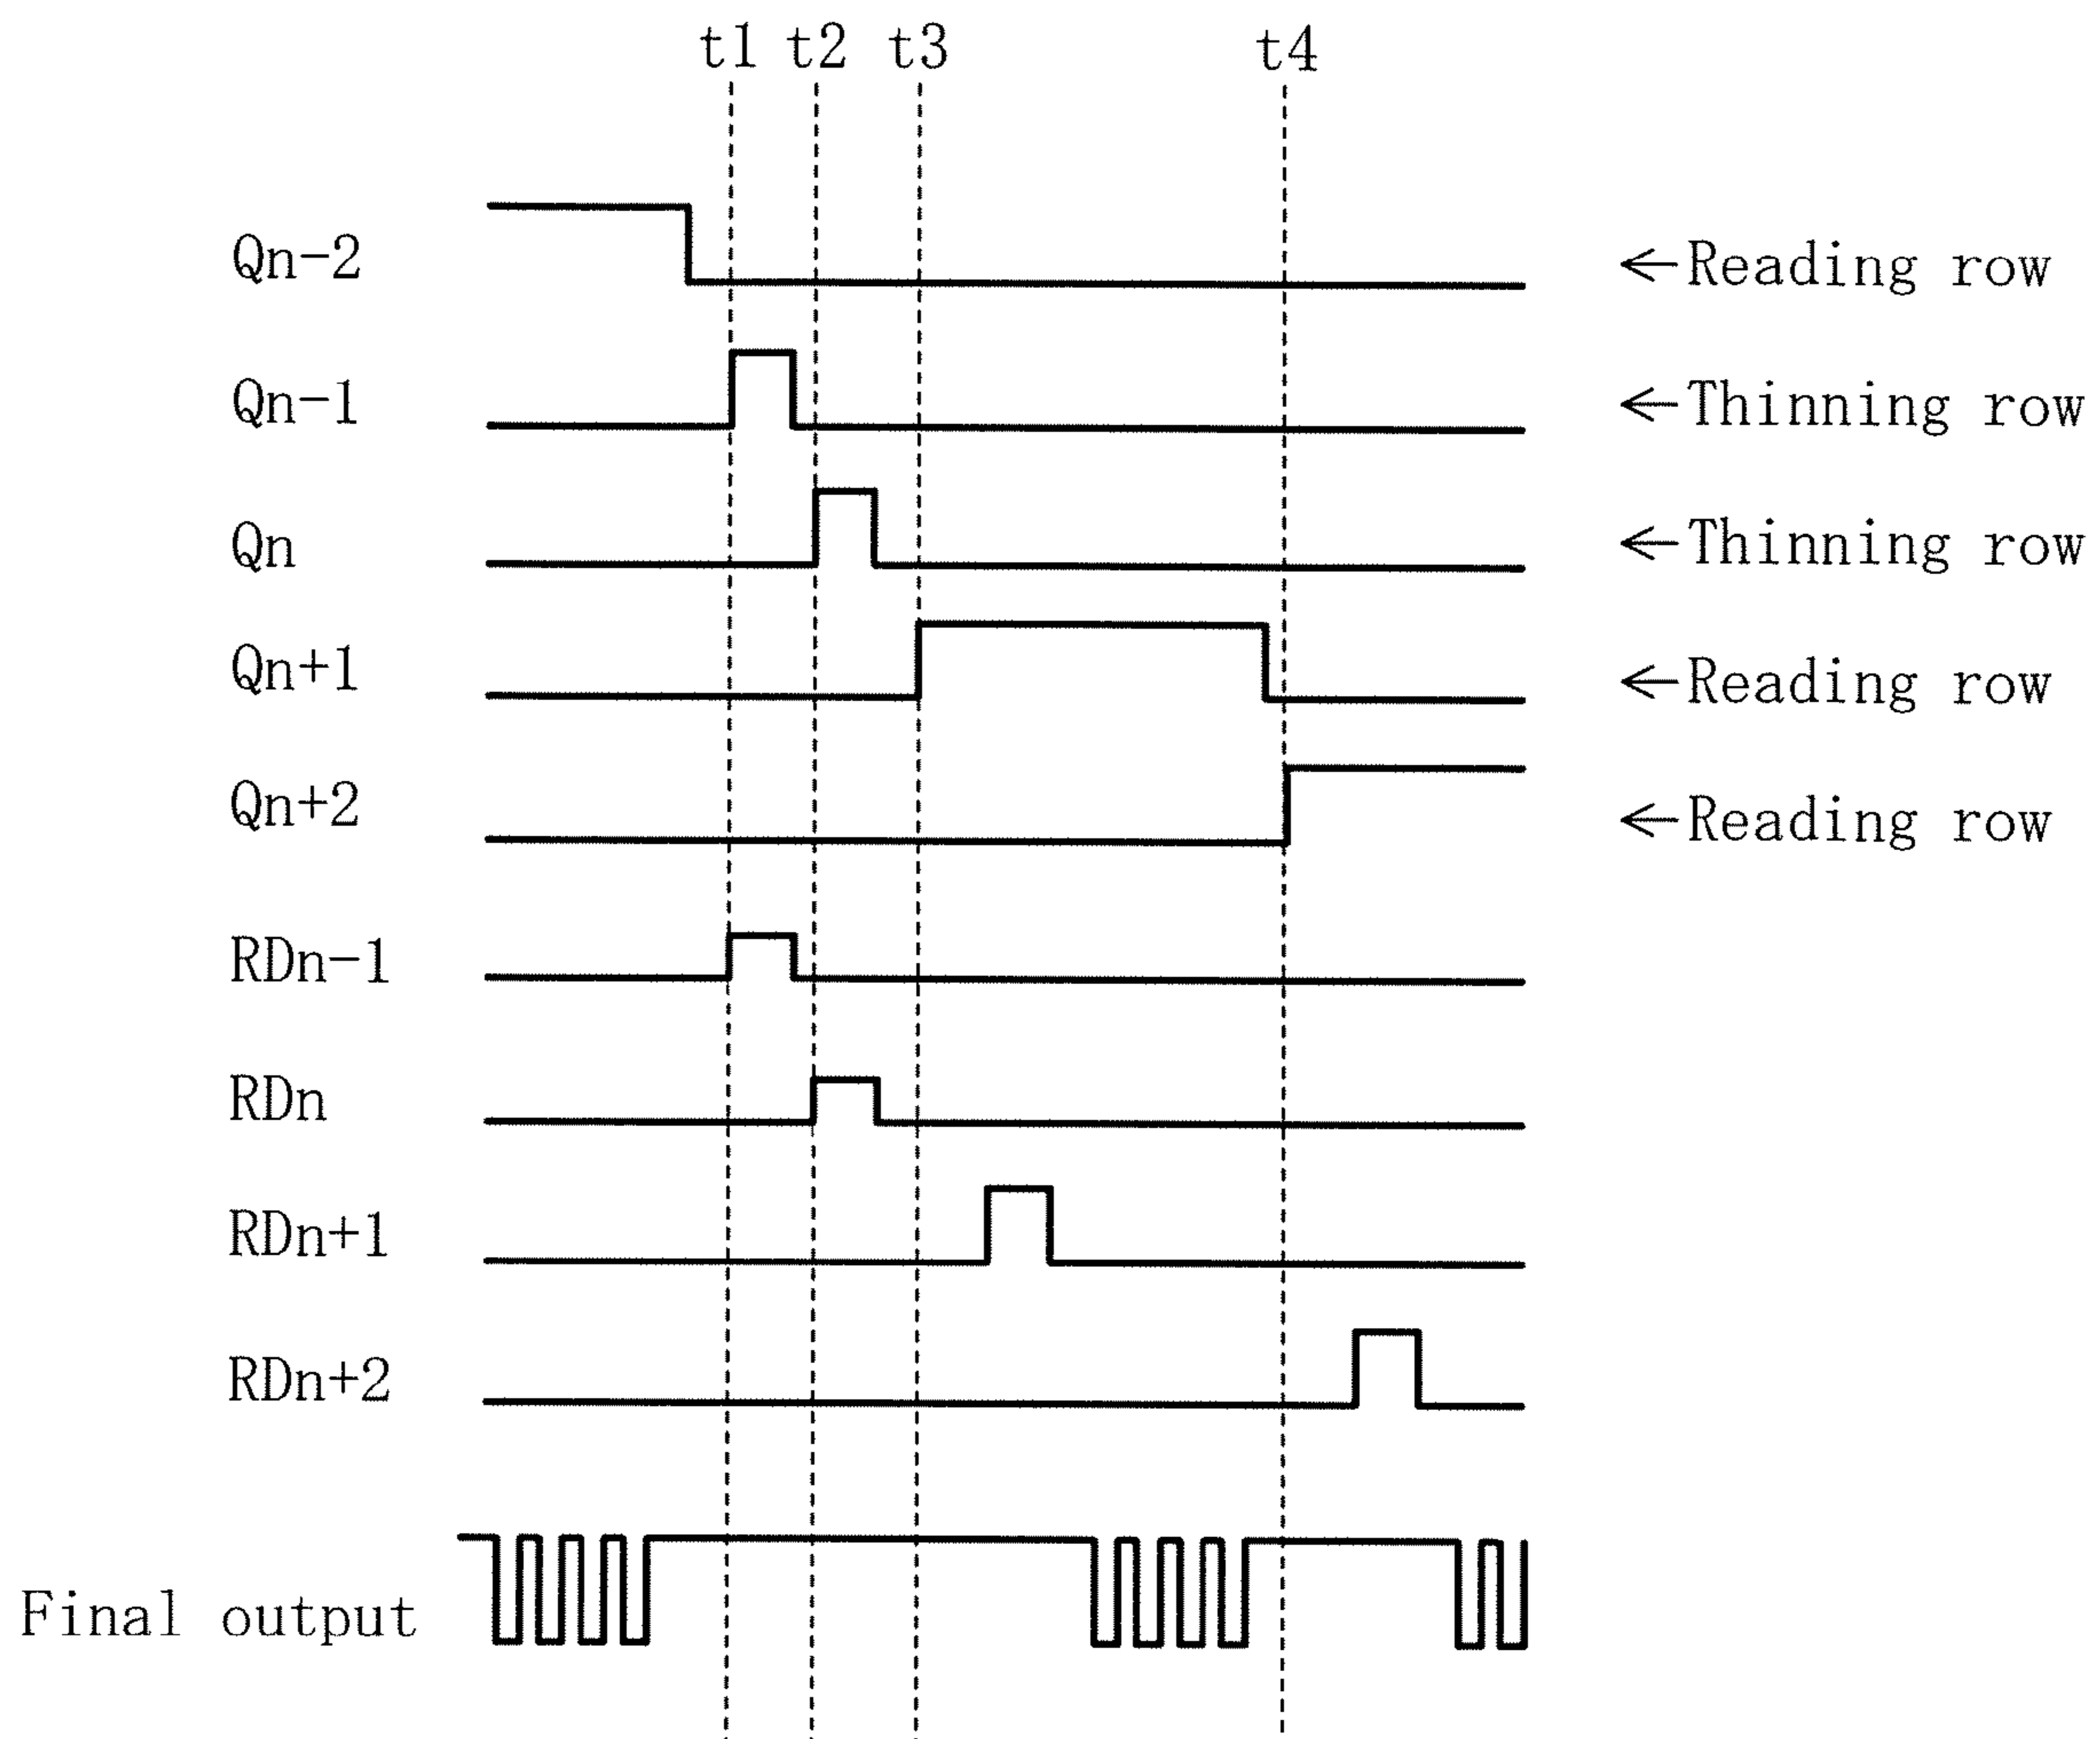 t1 t2 t3 t4
Qn-2 ←Reading row
Qn-1 ←Thinning row
Qn ←Thinning row
Qn+1 ←Reading row
Qn+2 ←Reading row
RDn-1
RDn
RDn+1
RDn+2
Final output